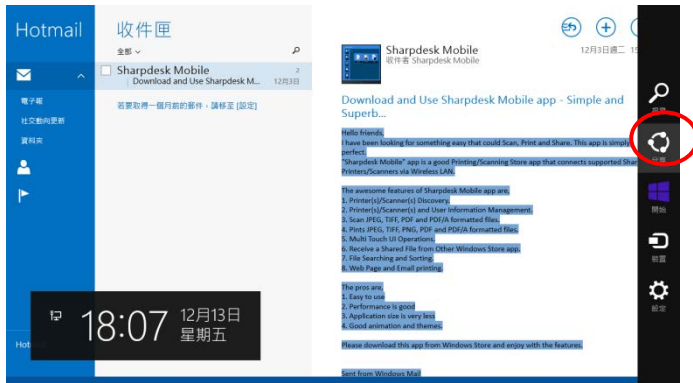 Hotmail
電子報
社交動向更新
資料夾
收件匣
全部
Sharpdesk Mobile
2
Download and Use Sharpdesk M...
12月3日
若要取得一個月前的郵件，請移至 [設定]
Sharpdesk Mobile
收件者 Sharpdesk Mobile
12月3日週二
Download and Use Sharpdesk Mobile app - Simple and
Superb...
Hello friends,
I have been looking for something easy that could Scan, Print and Share. This app is simply
perfect.
"Sharpdesk Mobile" app is a good Printing/Scanning Store app that connects supported Shar
Printers/Scanners via Wireless LAN.
The awesome features of Sharpdesk Mobile app are,
1. Printer(s)/Scanner(s) Discovery.
2. Printer(s)/Scanner(s) and User Information Management.
3. Scan JPEG, TIFF, PDF and PDF/A formatted files.
4. Pints JPEG, TIFF, PNG, PDF and PDF/A formatted files.
5. Multi Touch UI Operations.
6. Receive a Shared File from Other Windows Store app.
7. File Searching and Sorting.
8. Web Page and Email printing.
The pros are,
1. Easy to use
2. Performance is good
3. Application size is very less
4. Good animation and themes.
Please download this app from Windows Store and enjoy with the features.
Sent from Windows Mail
分享
開始
裝置
設定
18:07
12月13日
星期五
Hot